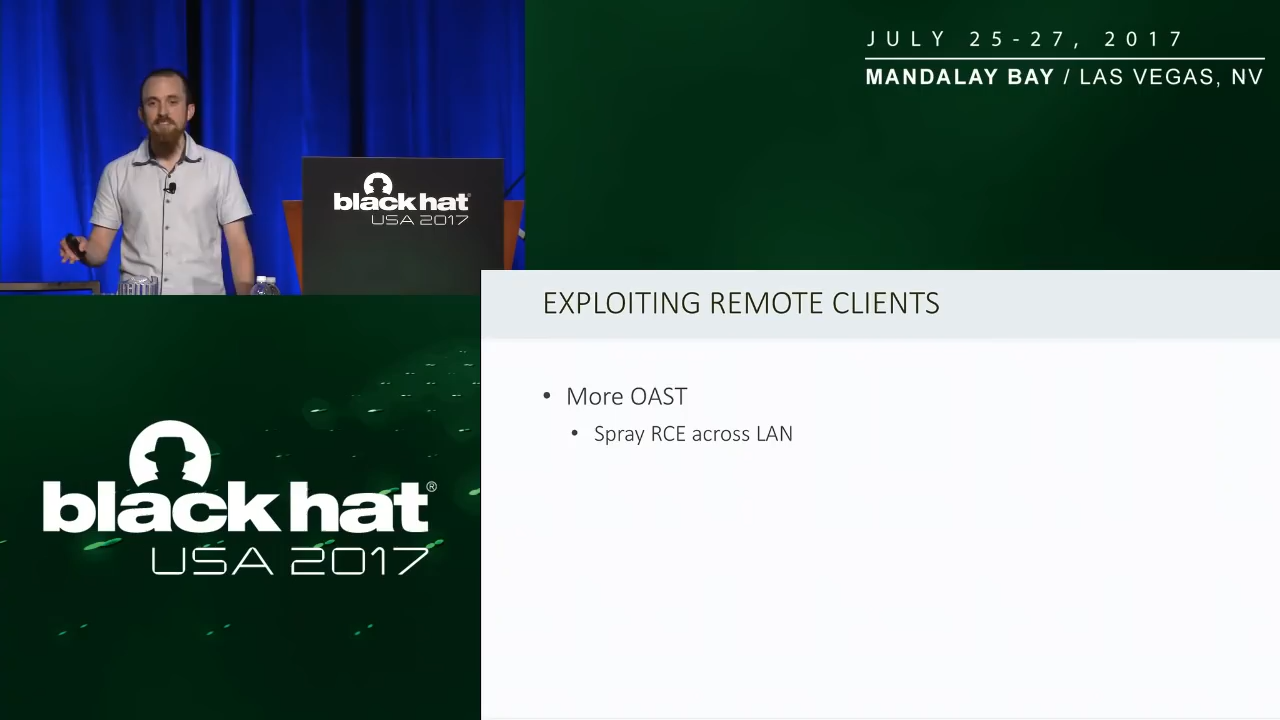 JULY 25-27, 2017
MANDALAY BAY / LAS VEGAS, NV
black hat
USA 2017
EXPLOITING REMOTE CLIENTS
• More OAST
• Spray RCE across LAN
black hat®
USA 2017